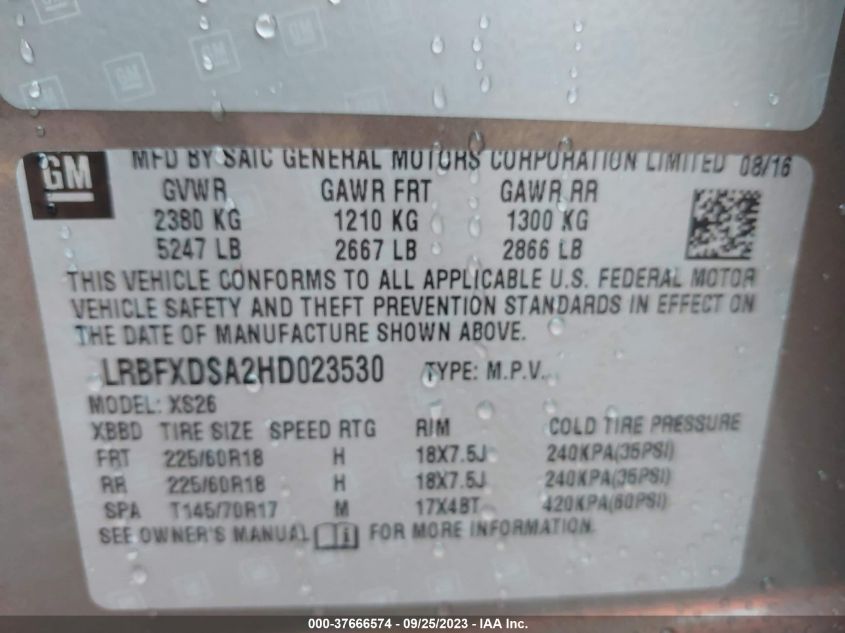 GM
MFD BY SAIC GENERAL MOTORS CORPORATION LIMITED 08/16
GVWR GAWR FRT GAWR RR
2380 KG 1210 KG 1300 KG
5247 LB 2667 LB 2866 LB
THIS VEHICLE CONFORMS TO ALL APPLICABLE U.S. FEDERAL MOTOR
VEHICLE SAFETY AND THEFT PREVENTION STANDARDS IN EFFECT ON
THE DATE OF MANUFACTURE SHOWN ABOVE.
LRBFXDSA2HD023530 TYPE: M.P.V.
MODEL: XS26
XBBD TIRE SIZE SPEED RTG RIM COLD TIRE PRESSURE
FRT 225/60R18 H 18X7.5J 240KPA(35PSI)
RR 225/60R18 H 18X7.5J 240KPA(35PSI)
SPA T145/70R17 M 17X4BT 420KPA(60PSI)
SEE OWNER'S MANUAL FOR MORE INFORMATION.
000-37666574 / 09/25/2023 - IAA Inc.